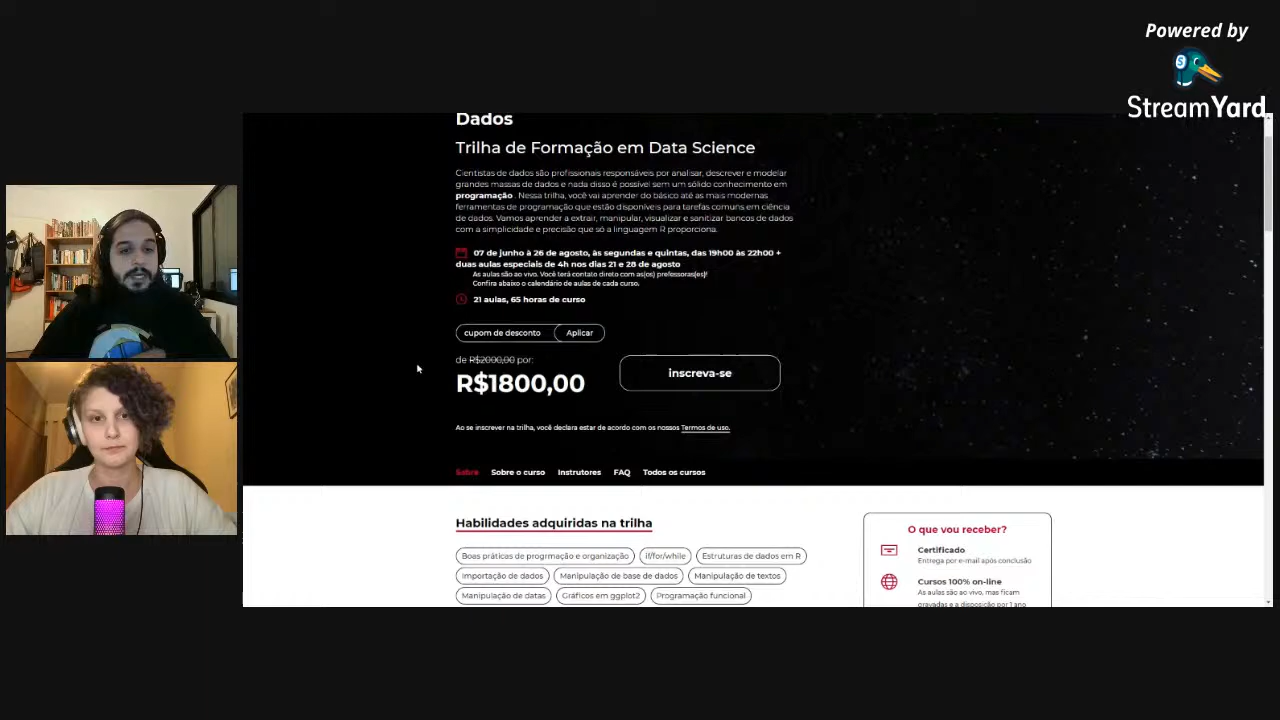 Powered by
StreamYard
Dados
Trilha de Formação em Data Science
Cientistas de dados são profissionais responsáveis por analisar, descrever e modelar
grandes massas de dados e nada disso é possível sem um sólido conhecimento em
programação . Nessa trilha, você vai aprender do básico até as mais modernas
ferramentas de programação que estão disponíveis para tarefas comuns em ciência
de dados. Vamos aprender a extrair, manipular, visualizar e sanitizar bancos de dados
com a simplicidade e precisão que só a linguagem R proporciona.
07 de junho à 26 de agosto, às segundas e quintas, das 19h00 às 22h00 +
duas aulas especiais de 4h nos dias 21 e 28 de agosto
As aulas são ao vivo. Você terá contato direto com as(os) prefessoras(es)!
Confira abaixo o calendário de aulas de cada curso.
21 aulas, 65 horas de curso
cupom de desconto Aplicar
de R$2000,00 por:
R$1800,00
inscreva-se
Ao se inscrever na trilha, você declara estar de acordo com os nossos Termos de uso.
Sobre Sobre o curso Instrutores FAQ Todos os cursos
Habilidades adquiridas na trilha
Boas práticas de progrmação e organização if/for/while Estruturas de dados em R
Importação de dados Manipulação de base de dados Manipulação de textos
Manipulação de datas Gráficos em ggplot2 Programação funcional
O que vou receber?
Certificado
Entrega por e-mail após conclusão
Cursos 100% on-line
As aulas são ao vivo, mas ficam
gravadas e a disposição por 1 ano